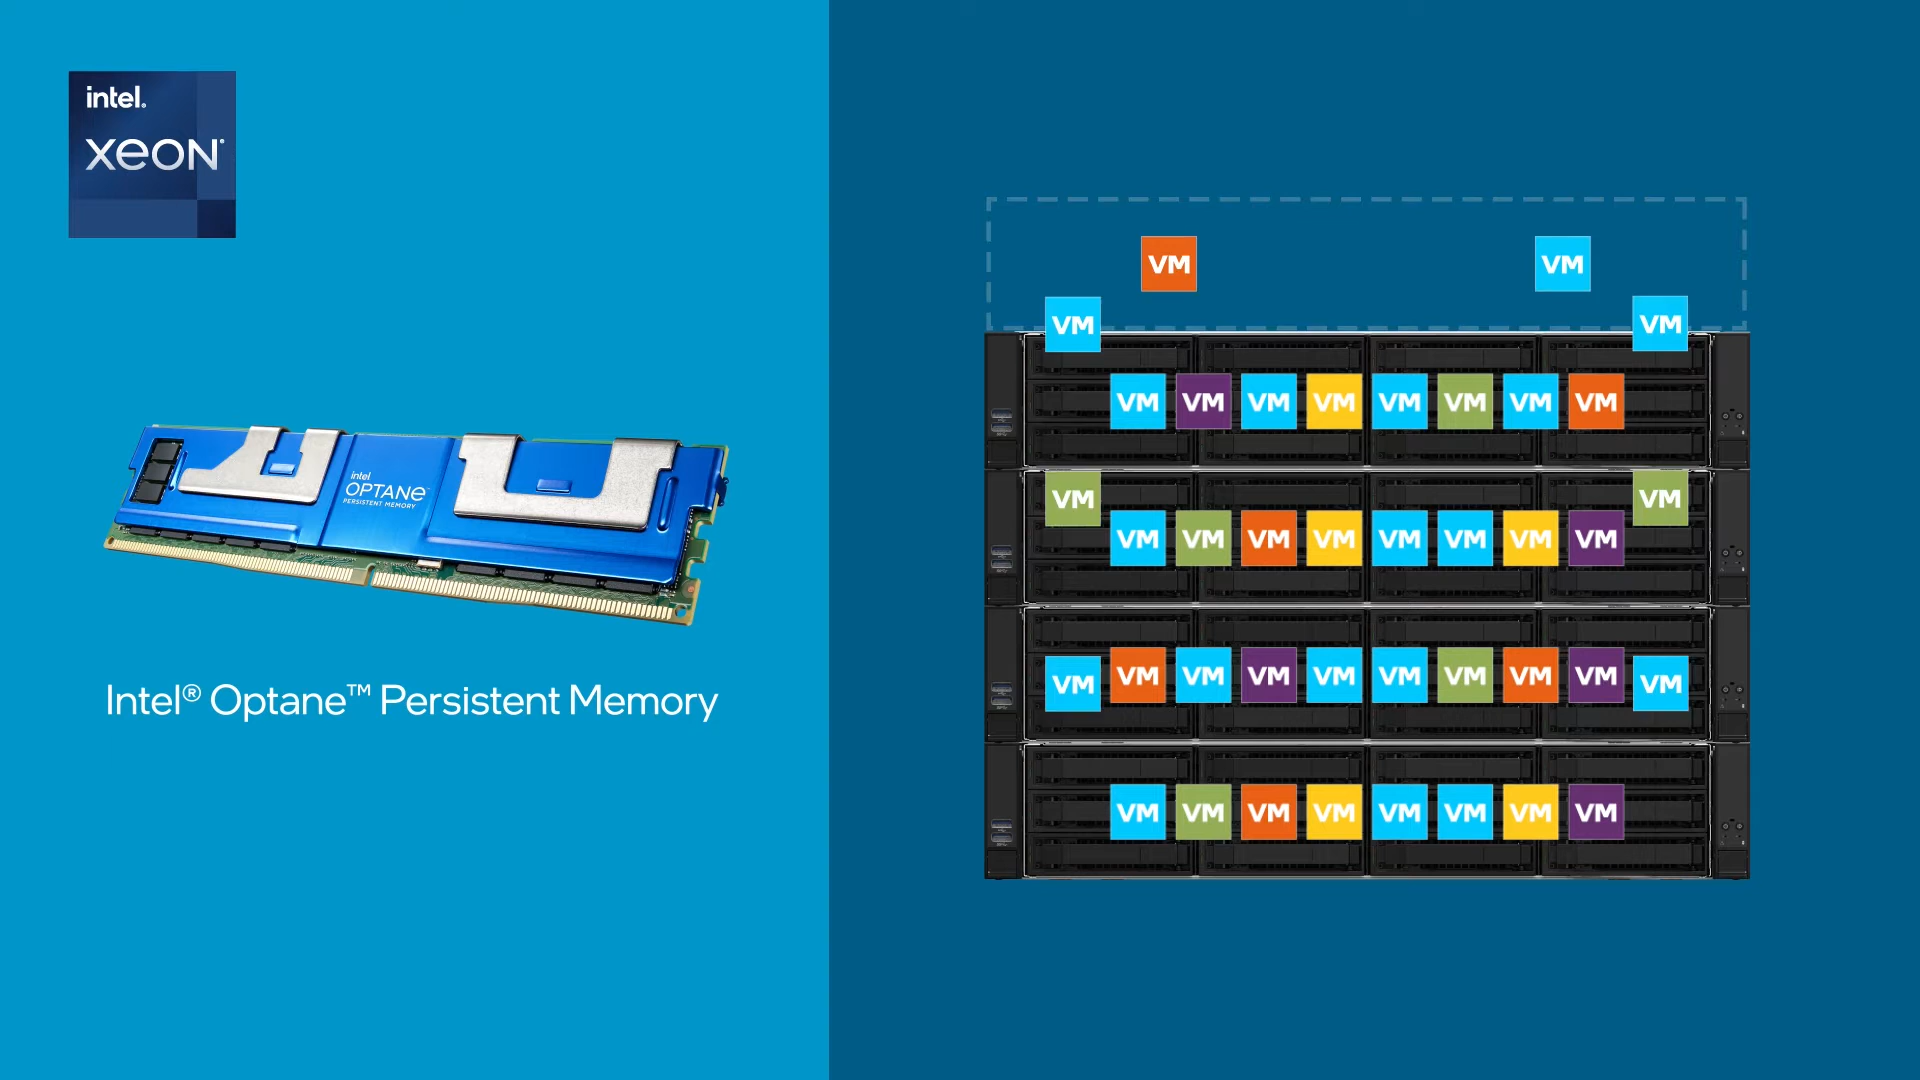 intel.
xeon®
intel
OPTANe™
PERSISTENT MEMORY
Intel® Optane™ Persistent Memory
VM VM
VM VM
VM VM VM VM VM VM VM VM
VM VM
VM VM VM VM VM VM VM VM
VM VM VM VM VM VM VM VM VM VM
VM VM VM VM VM VM VM VM